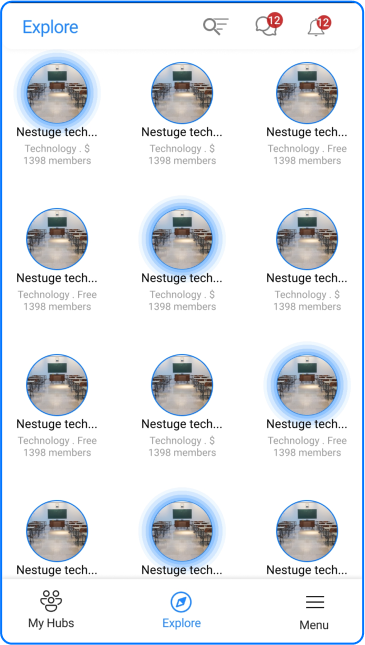 Explore
12
12
Nestuge tech... Nestuge tech... Nestuge tech...
Technology . $ Technology . $ Technology . Free
1398 members 1398 members 1398 members
Nestuge tech... Nestuge tech... Nestuge tech...
Technology . Free Technology . $ Technology . $
1398 members 1398 members 1398 members
Nestuge tech... Nestuge tech... Nestuge tech...
Technology . Free Technology . $ Technology . Free
1398 members 1398 members 1398 members
Nestuge tech... Nestuge tech... Nestuge tech...
My Hubs Explore Menu